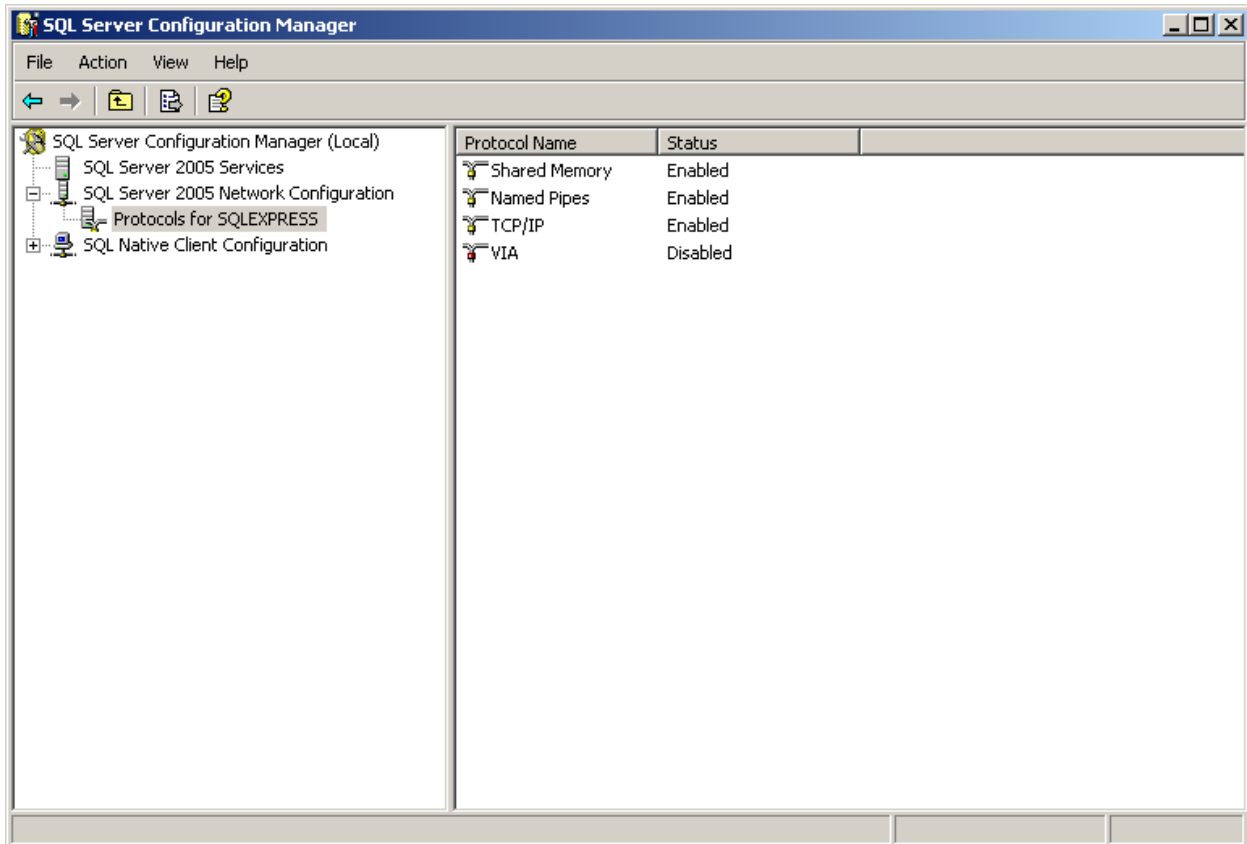 SQL Server Configuration Manager
File Action View Help
SQL Server Configuration Manager (Local)
SQL Server 2005 Services
SQL Server 2005 Network Configuration
Protocols for SQLEXPRESS
SQL Native Client Configuration
Protocol Name Status
Shared Memory Enabled
Named Pipes Enabled
TCP/IP Enabled
VIA Disabled